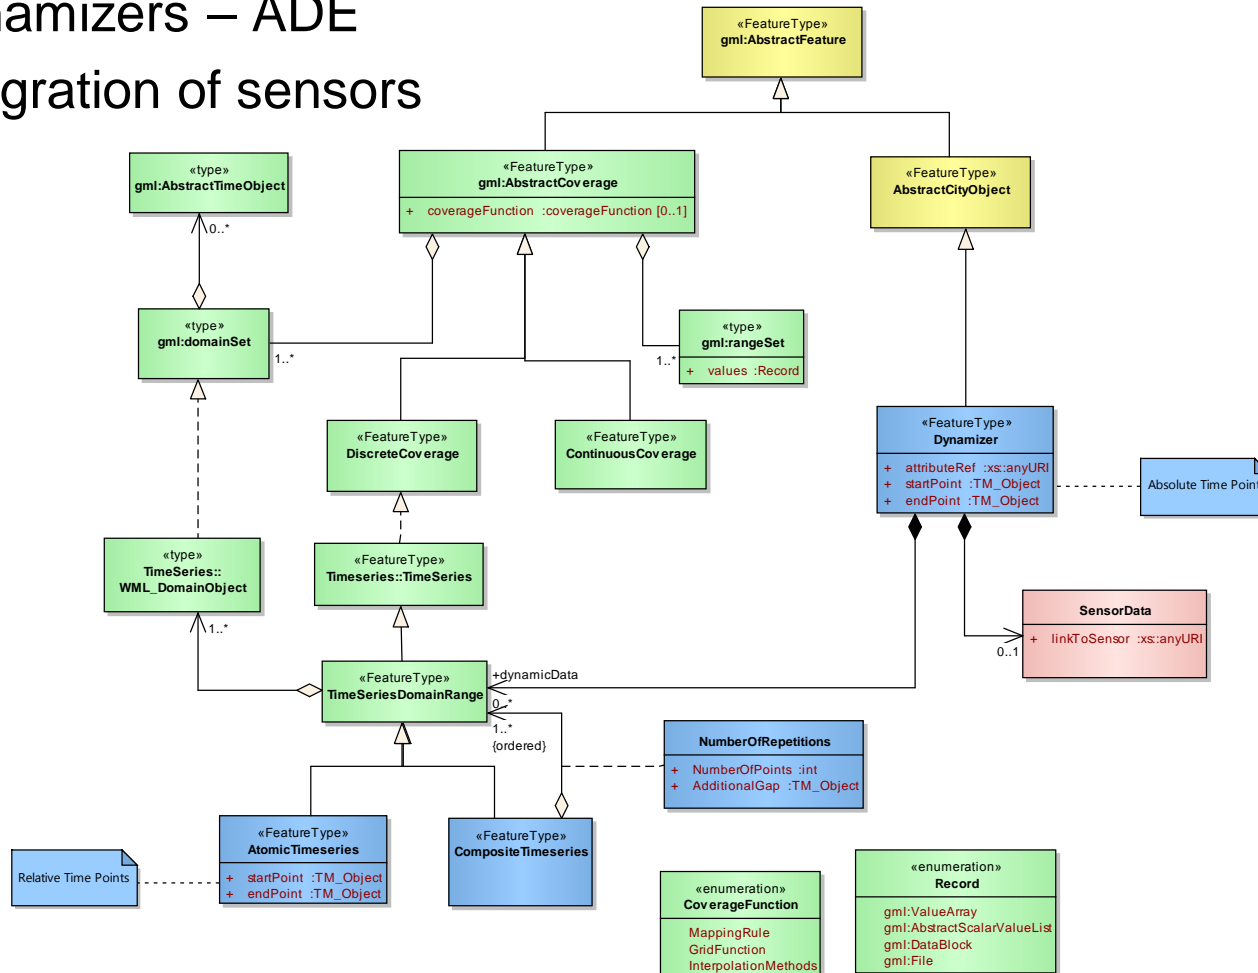 namizers – ADE
gration of sensors
«FeatureType»
gml:AbstractFeature
«type»
gml:AbstractTimeObject
0..*
«FeatureType»
gml:AbstractCoverage
+ coverageFunction :coverageFunction [0..1]
«FeatureType»
AbstractCityObject
«type»
gml:domainSet
1..*
«type»
gml:rangeSet
+ values :Record
1..*
«FeatureType»
DiscreteCoverage
«FeatureType»
ContinuousCoverage
«FeatureType»
Dynamizer
+ attributeRef :xs::anyURI
+ startPoint :TM_Object
+ endPoint :TM_Object
Absolute Time Poin
«type»
TimeSeries::
WML_DomainObject
1..*
«FeatureType»
Timeseries::TimeSeries
SensorData
+ linkToSensor :xs::anyURI
0..1
«FeatureType»
TimeSeriesDomainRange
+dynamicData
0..*
1..*
{ordered}
NumberOfRepetitions
+ NumberOfPoints :int
+ AdditionalGap :TM_Object
«FeatureType»
AtomicTimeseries
+ startPoint :TM_Object
+ endPoint :TM_Object
«FeatureType»
CompositeTimeseries
Relative Time Points
«enumeration»
CoverageFunction
MappingRule
GridFunction
InterpolationMethods
«enumeration»
Record
gml:ValueArray
gml:AbstractScalarValueList
gml:DataBlock
gml:File